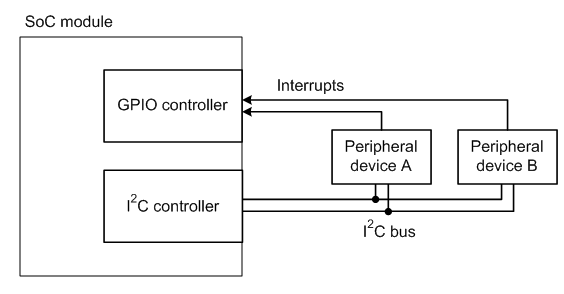 SoC module
GPIO controller
Interrupts
Peripheral
device A
Peripheral
device B
I²C controller
I²C bus